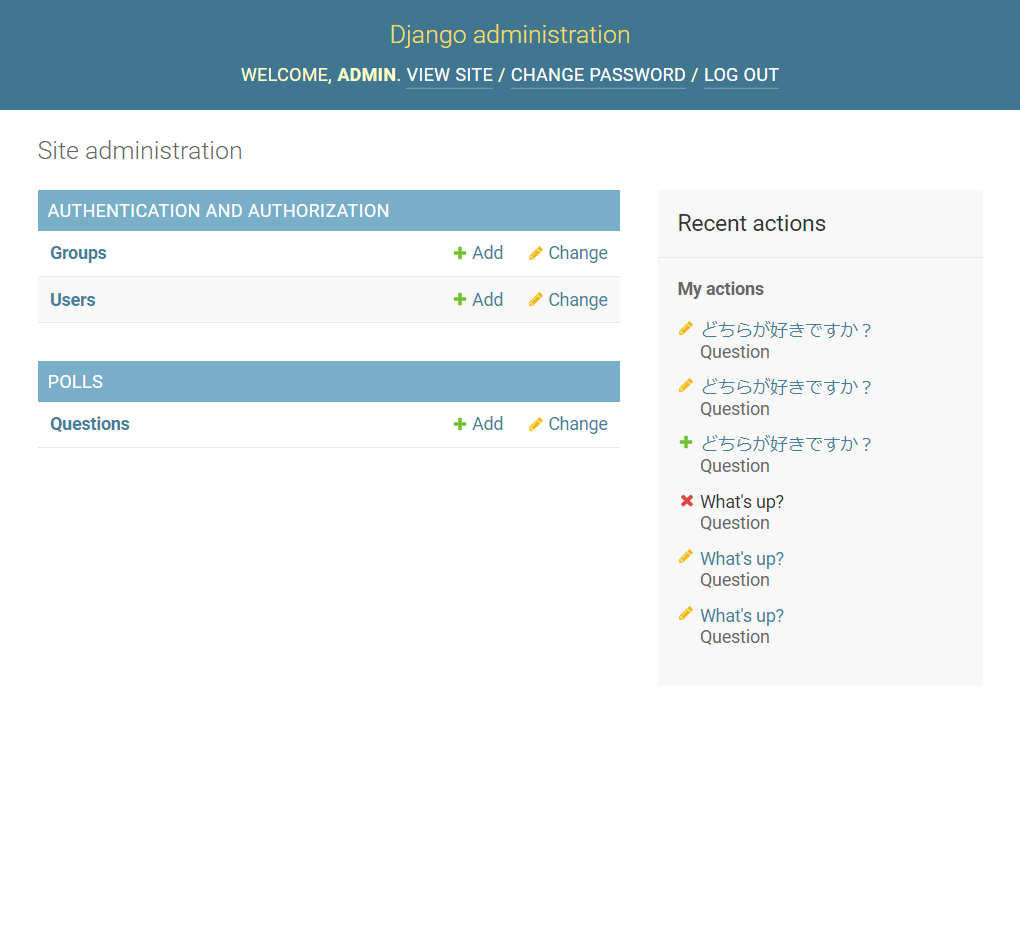 Django administration
WELCOME, ADMIN. VIEW SITE / CHANGE PASSWORD / LOG OUT
Site administration
AUTHENTICATION AND AUTHORIZATION
Groups Add Change
Users Add Change
POLLS
Questions Add Change
Recent actions
My actions
どちらが好きですか？
Question
どちらが好きですか？
Question
どちらが好きですか？
Question
What's up?
Question
What's up?
Question
What's up?
Question